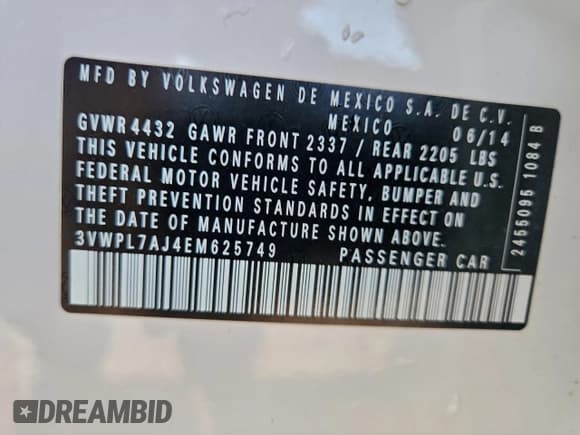 MFD BY VOLKSWAGEN DE MEXICO S.A. DE C.V.
MEXICO 06/14
GVWR 4432 GAWR FRONT 2337 / REAR 2205 LBS
THIS VEHICLE CONFORMS TO ALL APPLICABLE U.S.
FEDERAL MOTOR VEHICLE SAFETY, BUMPER AND
THEFT PREVENTION STANDARDS IN EFFECT ON
THE DATE OF MANUFACTURE SHOWN ABOVE.
3VWPL7AJ4EM625749 PASSENGER CAR
2455095 1084 B
DREAMBID